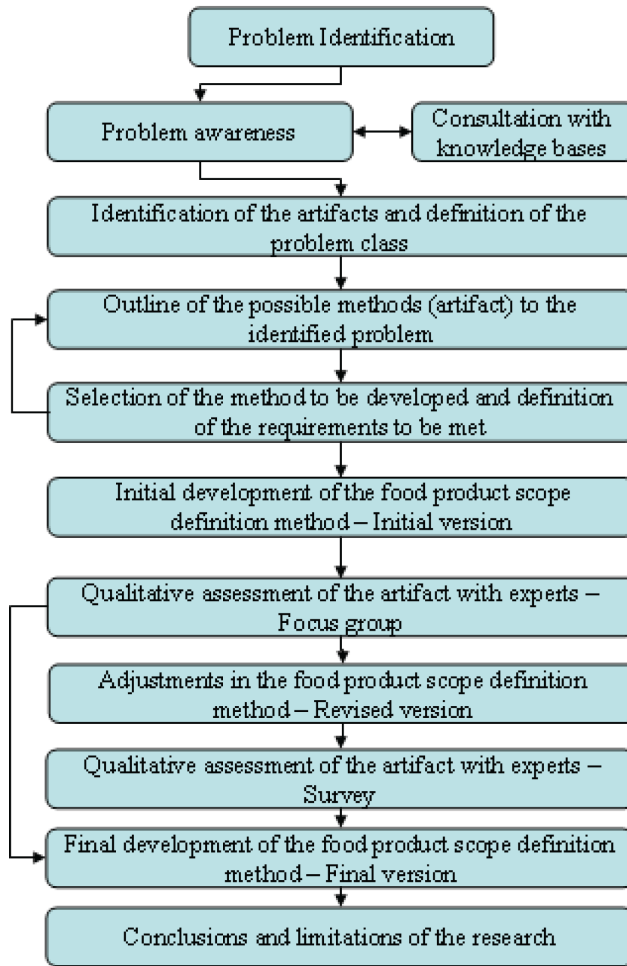 Problem Identification
Problem awareness
Consultation with
knowledge bases
Identification of the artifacts and definition of the
problem class
Outline of the possible methods (artifact) to the
identified problem
Selection of the method to be developed and definition
of the requirements to be met
Initial development of the food product scope
definition method – Initial version
Qualitative assessment of the artifact with experts –
Focus group
Adjustments in the food product scope definition
method – Revised version
Qualitative assessment of the artifact with experts –
Survey
Final development of the food product scope definition
method – Final version
Conclusions and limitations of the research